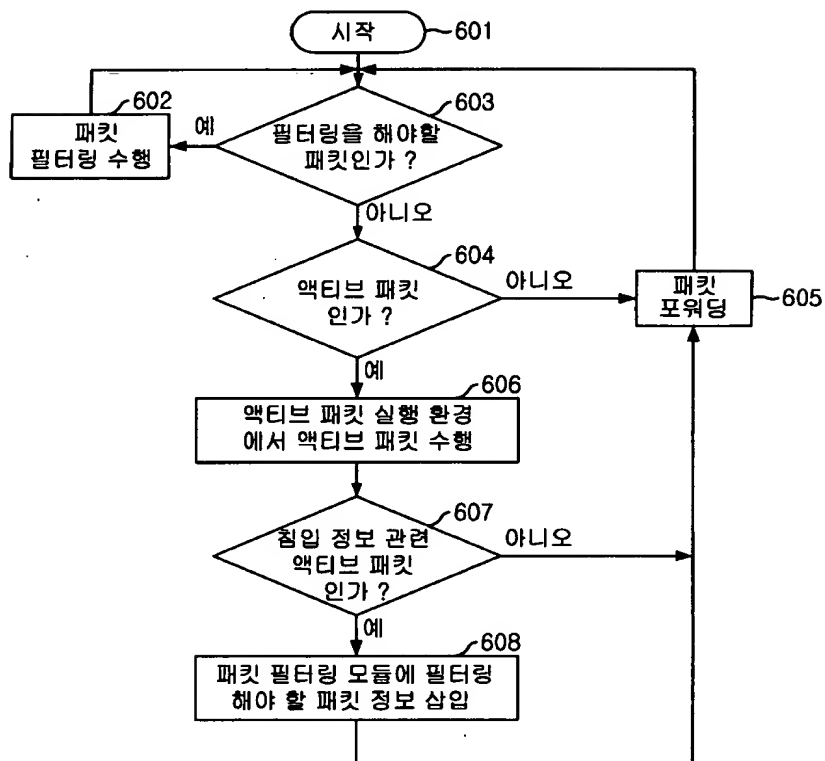 시작
601
602
패킷
필터링 수행
예
603
필터링을 해야할
패킷인가 ?
아니오
604
액티브 패킷
인가 ?
아니오
패킷
포워딩
605
예
606
액티브 패킷 실행 환경
에서 액티브 패킷 수행
607
침입 정보 관련
액티브 패킷
인가 ?
아니오
예
608
패킷 필터링 모듈에 필터링
해야 할 패킷 정보 삽입